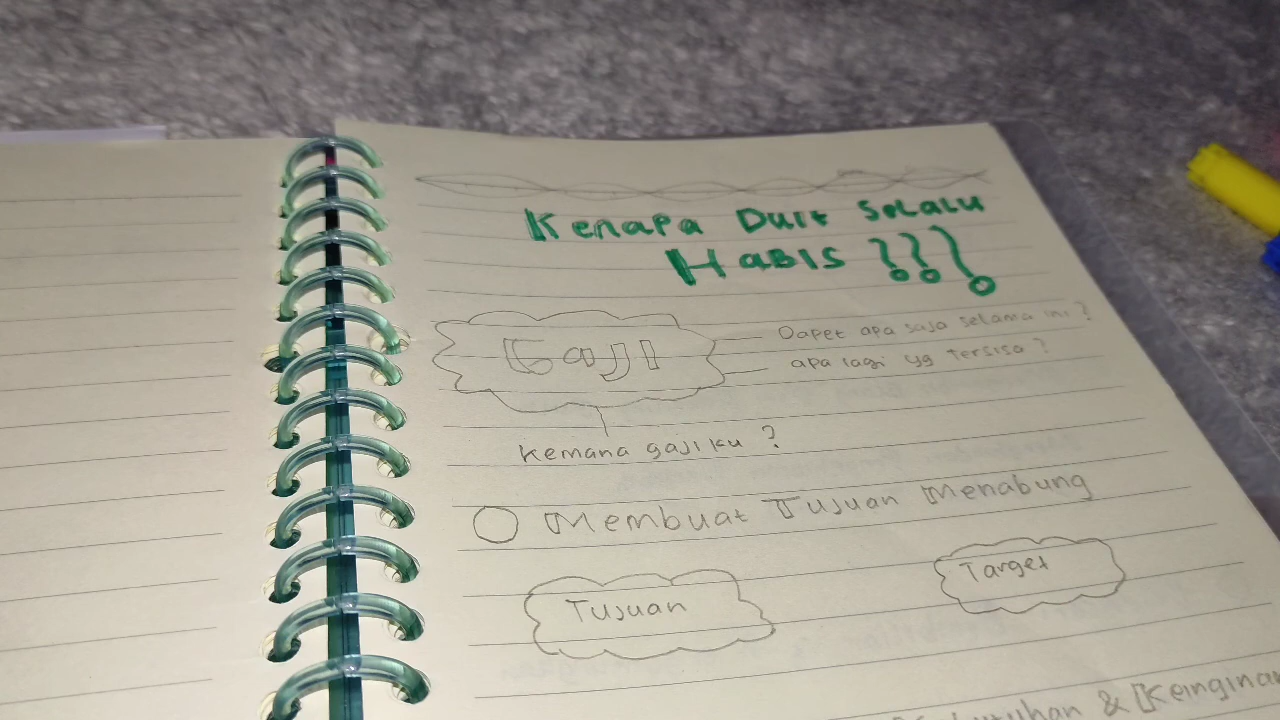 Kenapa Duit Selalu
Habis ???
Gaji
Dapet apa saja selama ini ?
apa lagi yg tersisa ?
Kemana gajiku ?
Membuat Tujuan Menabung
Target
Tujuan
& Keinginan